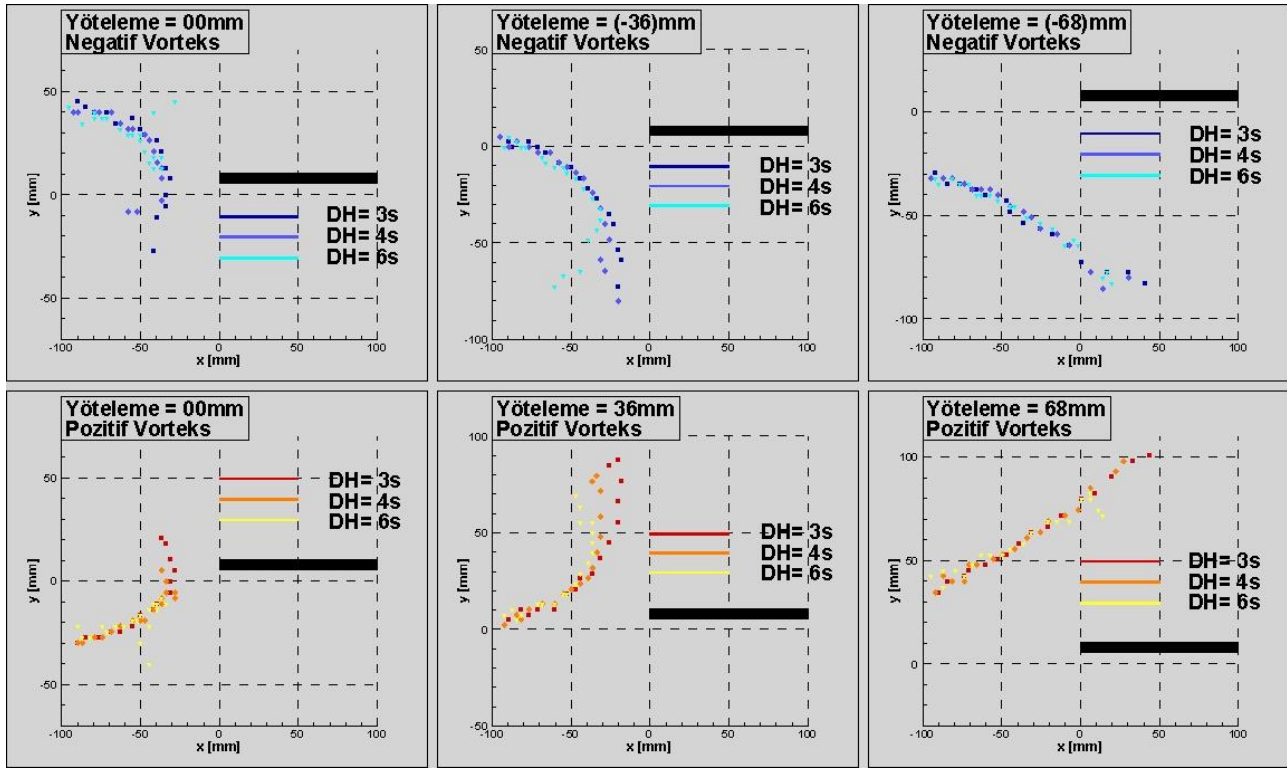 Yöteleme = 00mm
Negatif Vorteks
50
0
-50
y [mm]
DH= 3s
DH= 4s
DH= 6s
-100 -50 0 50 100
x [mm]
Yöteleme = (-36)mm
Negatif Vorteks
50
0
-50
-100
y [mm]
DH= 3s
DH= 4s
DH= 6s
-100 -50 0 50 100
x [mm]
Yöteleme = (-68)mm
Negatif Vorteks
0
-50
-100
y [mm]
DH= 3s
DH= 4s
DH= 6s
-100 -50 0 50 100
x [mm]
Yöteleme = 00mm
Pozitif Vorteks
50
0
-50
y [mm]
DH= 3s
DH= 4s
DH= 6s
-100 -50 0 50 100
x [mm]
Yöteleme = 36mm
Pozitif Vorteks
100
50
0
-50
y [mm]
DH= 3s
DH= 4s
DH= 6s
-100 -50 0 50 100
x [mm]
Yöteleme = 68mm
Pozitif Vorteks
100
50
0
y [mm]
DH= 3s
DH= 4s
DH= 6s
-100 -50 0 50 100
x [mm]